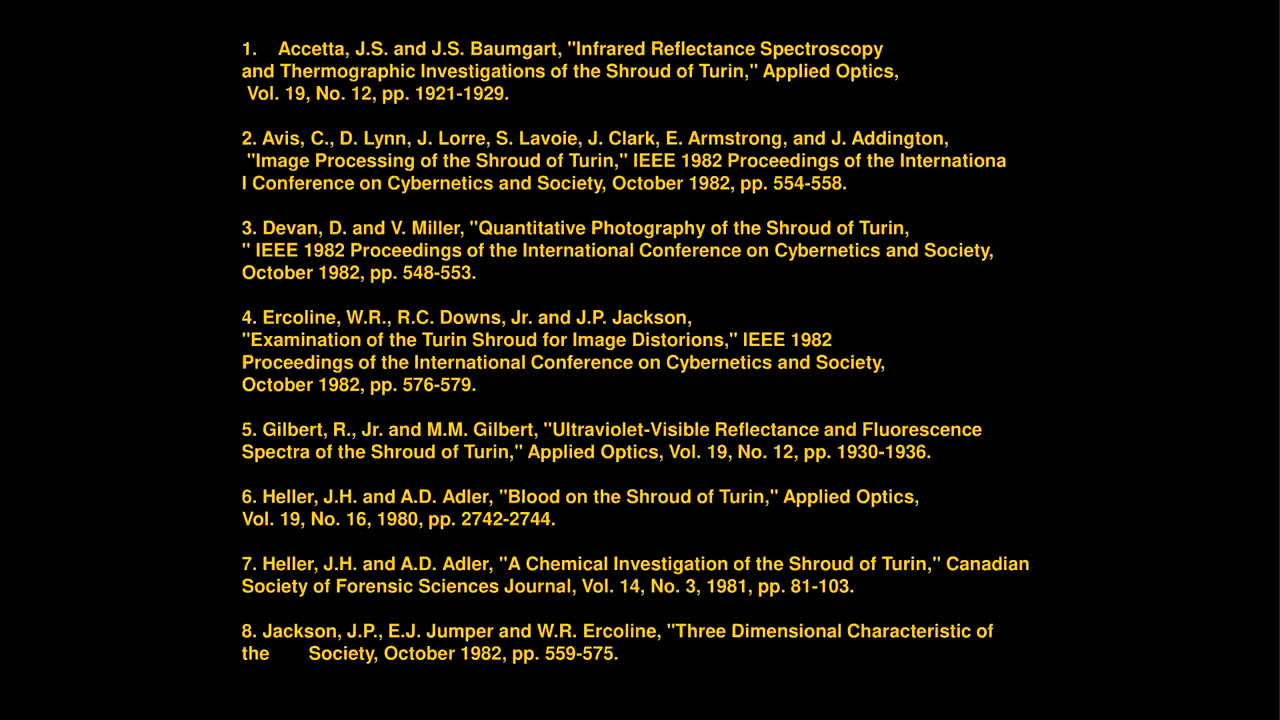 1. Accetta, J.S. and J.S. Baumgart, "Infrared Reflectance Spectroscopy
and Thermographic Investigations of the Shroud of Turin," Applied Optics,
Vol. 19, No. 12, pp. 1921-1929.
2. Avis, C., D. Lynn, J. Lorre, S. Lavoie, J. Clark, E. Armstrong, and J. Addington,
"Image Processing of the Shroud of Turin," IEEE 1982 Proceedings of the Internationa
l Conference on Cybernetics and Society, October 1982, pp. 554-558.
3. Devan, D. and V. Miller, "Quantitative Photography of the Shroud of Turin,
" IEEE 1982 Proceedings of the International Conference on Cybernetics and Society,
October 1982, pp. 548-553.
4. Ercoline, W.R., R.C. Downs, Jr. and J.P. Jackson,
"Examination of the Turin Shroud for Image Distorions," IEEE 1982
Proceedings of the International Conference on Cybernetics and Society,
October 1982, pp. 576-579.
5. Gilbert, R., Jr. and M.M. Gilbert, "Ultraviolet-Visible Reflectance and Fluorescence
Spectra of the Shroud of Turin," Applied Optics, Vol. 19, No. 12, pp. 1930-1936.
6. Heller, J.H. and A.D. Adler, "Blood on the Shroud of Turin," Applied Optics,
Vol. 19, No. 16, 1980, pp. 2742-2744.
7. Heller, J.H. and A.D. Adler, "A Chemical Investigation of the Shroud of Turin," Canadian
Society of Forensic Sciences Journal, Vol. 14, No. 3, 1981, pp. 81-103.
8. Jackson, J.P., E.J. Jumper and W.R. Ercoline, "Three Dimensional Characteristic of
the Society, October 1982, pp. 559-575.